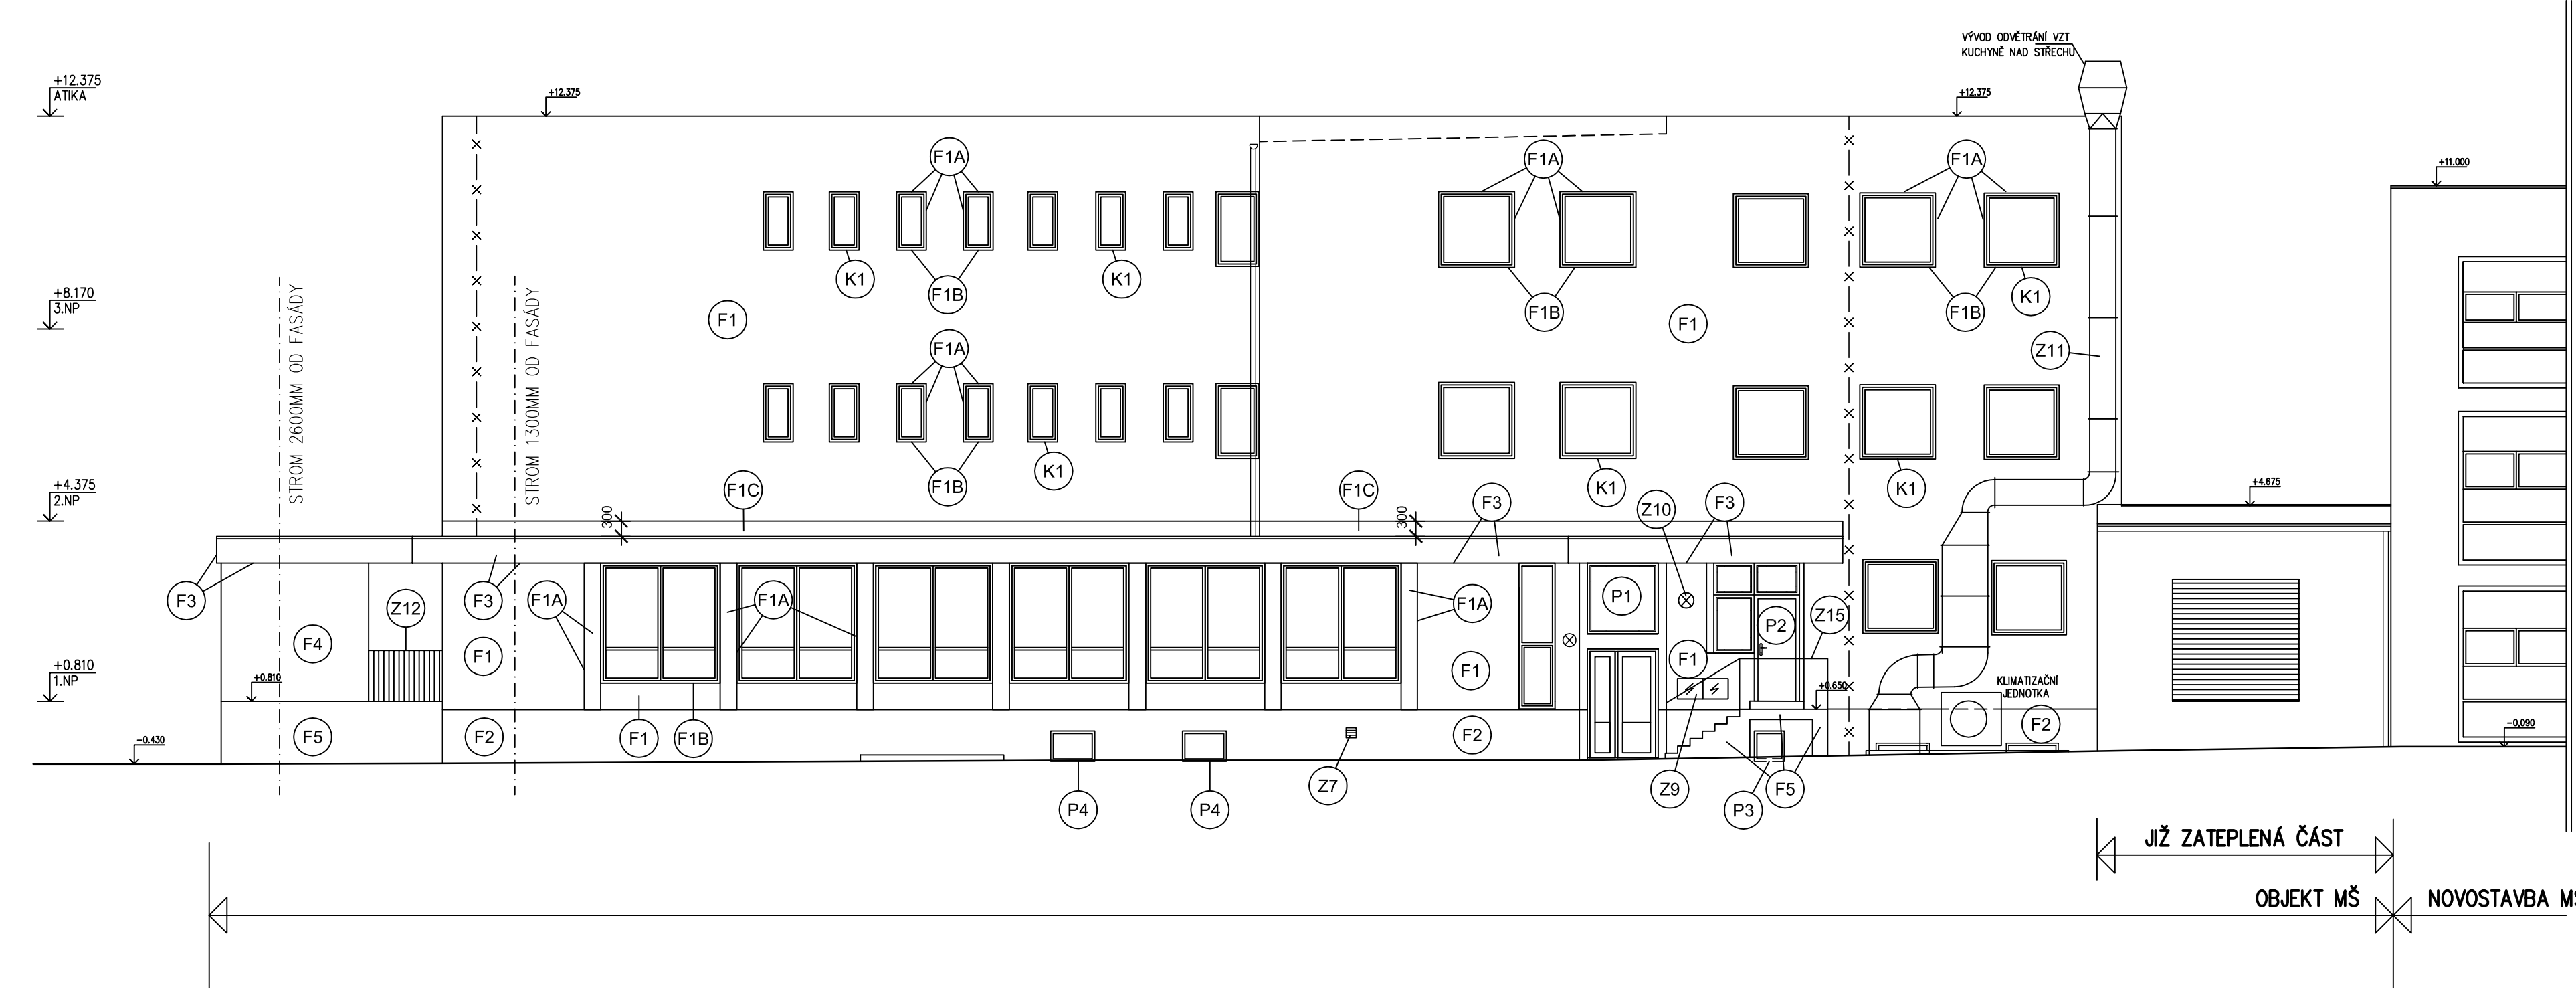 VÝVOD ODVĚTRÁNÍ VZT
KUCHYNĚ NAD STŘECHU
+12.375
ATIKA
+12.375
+12.375
+11.000
F1A
F1A
F1A
K1
K1
F1B
F1B
F1B
K1
+8.170
3.NP
F1
F1
STROM 2600MM OD FASÁDY
STROM 1300MM OD FASÁDY
F1A
Z11
K1
F1B
K1
K1
+4.375
2.NP
F1C
F1C
+4.675
300
300
F3
Z10
F3
F3
Z12
F3
F1A
F1A
F1A
P1
P2
Z15
F4
F1
F1
F1
+0.810
1.NP
+0.810
+0.650
KLIMATIZAČNÍ
JEDNOTKA
F5
F2
F1
F1B
F2
F2
-0.430
-0,090
Z7
Z9
F5
P4
P4
P3
JIŽ ZATEPLENÁ ČÁST
OBJEKT MŠ
NOVOSTAVBA MŠ